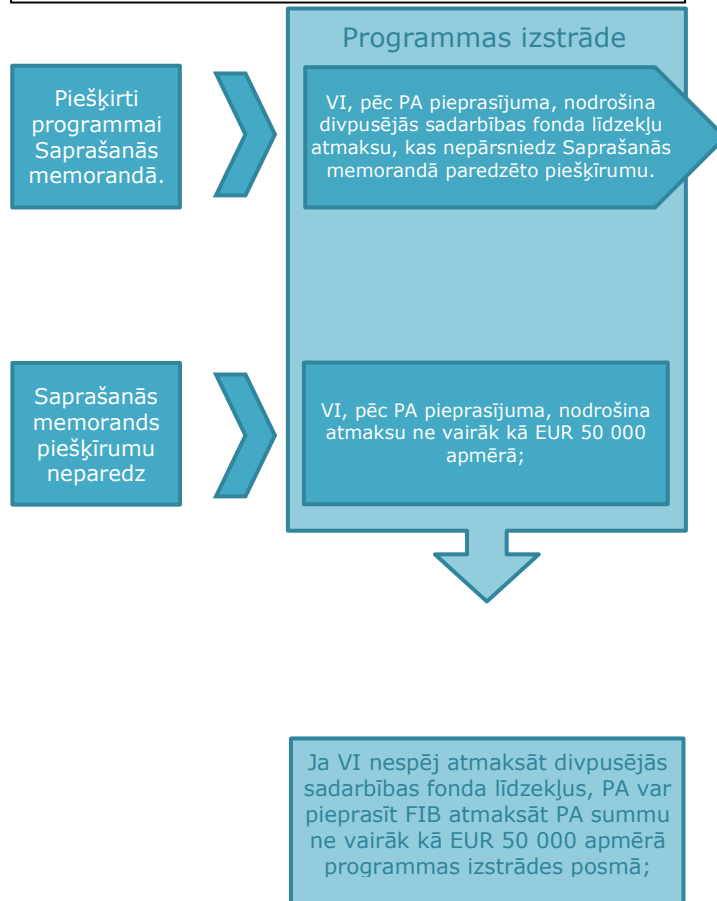 Programmas izstrāde
Piešķirti
programmai
Saprašanās
memorandā.
VI, pēc PA pieprasījuma, nodrošina
divpusējās sadarbības fonda līdzekļu
atmaksu, kas nepārsniedz Saprašanās
memorandā paredzēto piešķīrumu.
Saprašanās
memorands
piešķīrumu
neparedz
VI, pēc PA pieprasījuma, nodrošina
atmaksu ne vairāk kā EUR 50 000
apmērā;
Ja VI nespēj atmaksāt divpusējās
sadarbības fonda līdzekļus, PA var
pieprasīt FIB atmaksāt PA summu
ne vairāk kā EUR 50 000 apmērā
programmas izstrādes posmā;